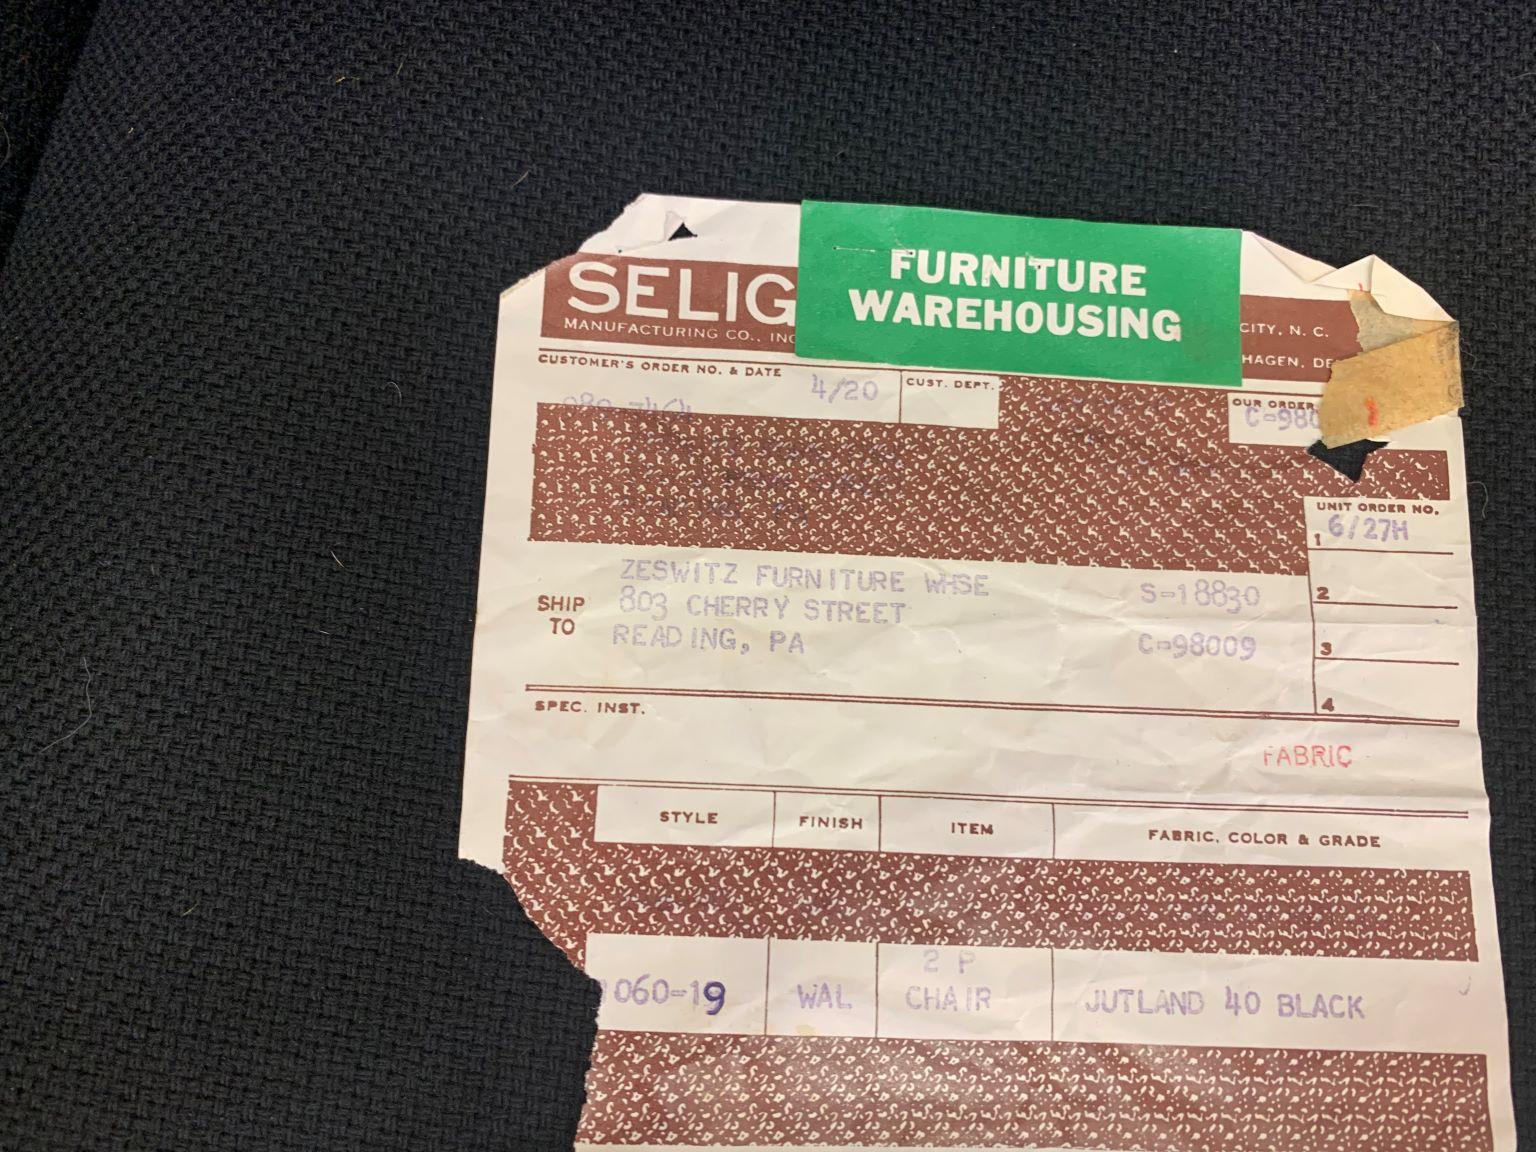 FURNITURE
WAREHOUSING
SELIG
MANUFACTURING CO., INC
CITY, N. C.
HAGEN, DE
CUSTOMER'S ORDER NO. & DATE
4/20
CUST. DEPT.
OUR ORDER
C-980
UNIT ORDER NO.
1 6/27H
2
3
4
SHIP
TO
ZESWITZ FURNITURE WHSE
803 CHERRY STREET
READING, PA
S-18830
C-98009
SPEC. INST.
FABRIC
STYLE FINISH ITEM FABRIC, COLOR & GRADE
2 P
1060-19 WAL CHAIR JUTLAND 40 BLACK